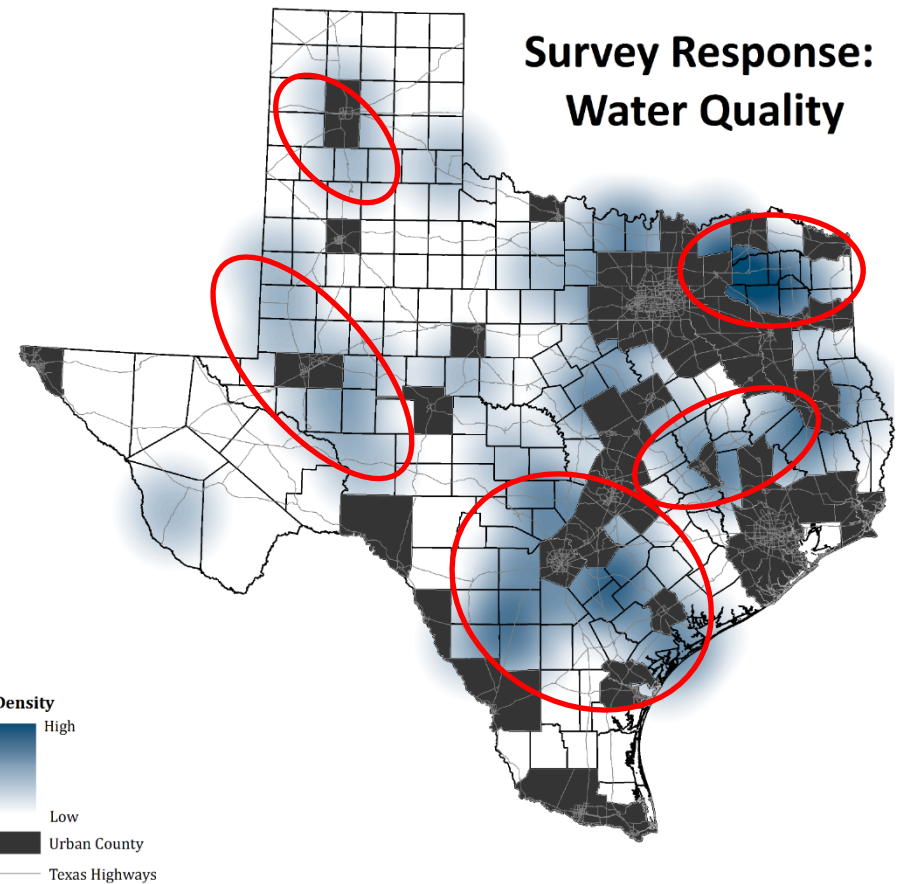 Survey Response:
Water Quality
Density
High
Low
Urban County
Texas Highways